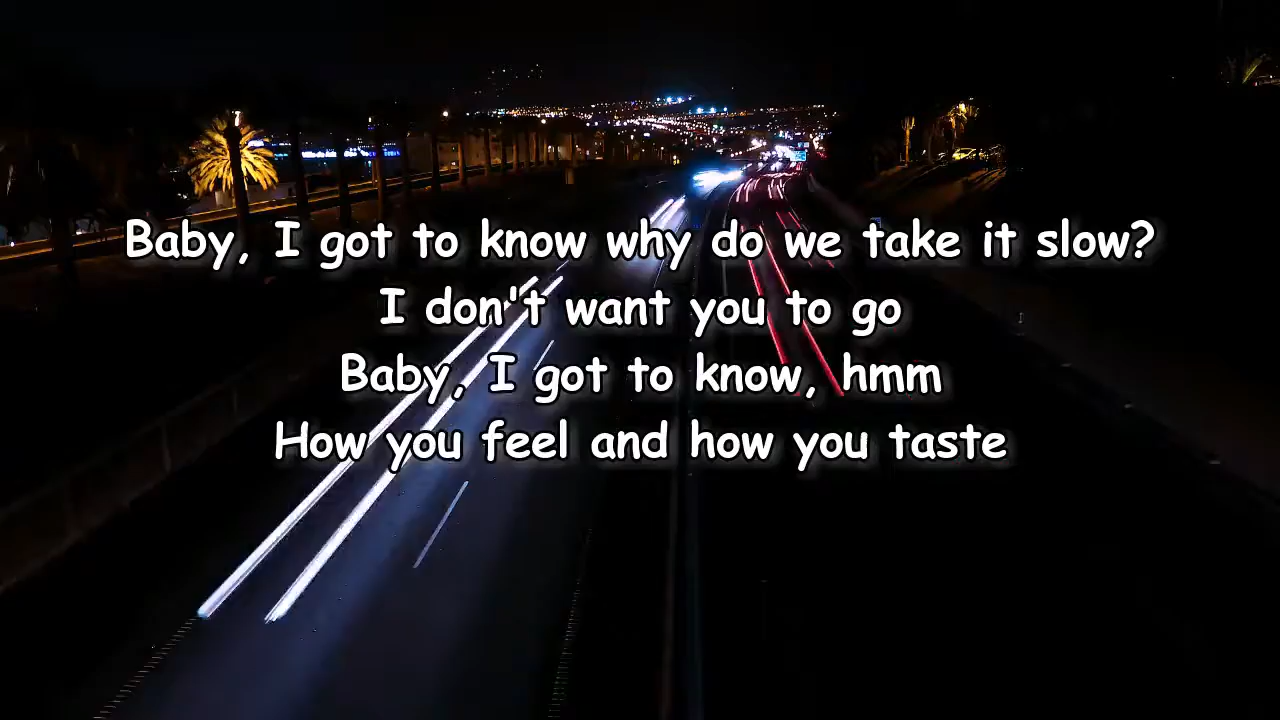 Baby, I got to know why do we take it slow?
I don't want you to go
Baby, I got to know, hmm
How you feel and how you taste